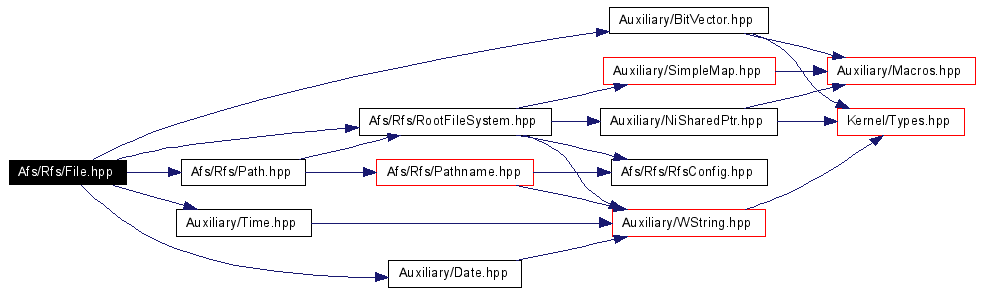 Auxiliary/BitVector.hpp
Auxiliary/SimpleMap.hpp
Auxiliary/Macros.hpp
Afs/Rfs/RootFileSystem.hpp
Auxiliary/NiSharedPtr.hpp
Kernel/Types.hpp
Afs/Rfs/File.hpp
Afs/Rfs/Path.hpp
Afs/Rfs/Pathname.hpp
Afs/Rfs/RfsConfig.hpp
Auxiliary/Time.hpp
Auxiliary/WString.hpp
Auxiliary/Date.hpp